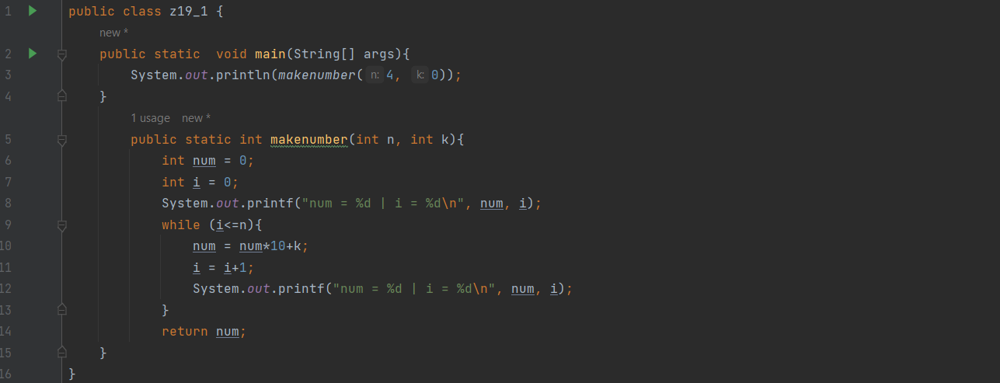 1 public class z19_1 {
new *
2 public static  void main(String[] args){
3 System.out.println(makenumber( n: 4, k: 0));
4 }
1 usage new *
5 public static int makenumber(int n, int k){
6 int num = 0;
7 int i = 0;
8 System.out.printf("num = %d | i = %d\n", num, i);
9 while (i<=n){
10 num = num*10+k;
11 i = i+1;
12 System.out.printf("num = %d | i = %d\n", num, i);
13 }
14 return num;
15 }
16 }